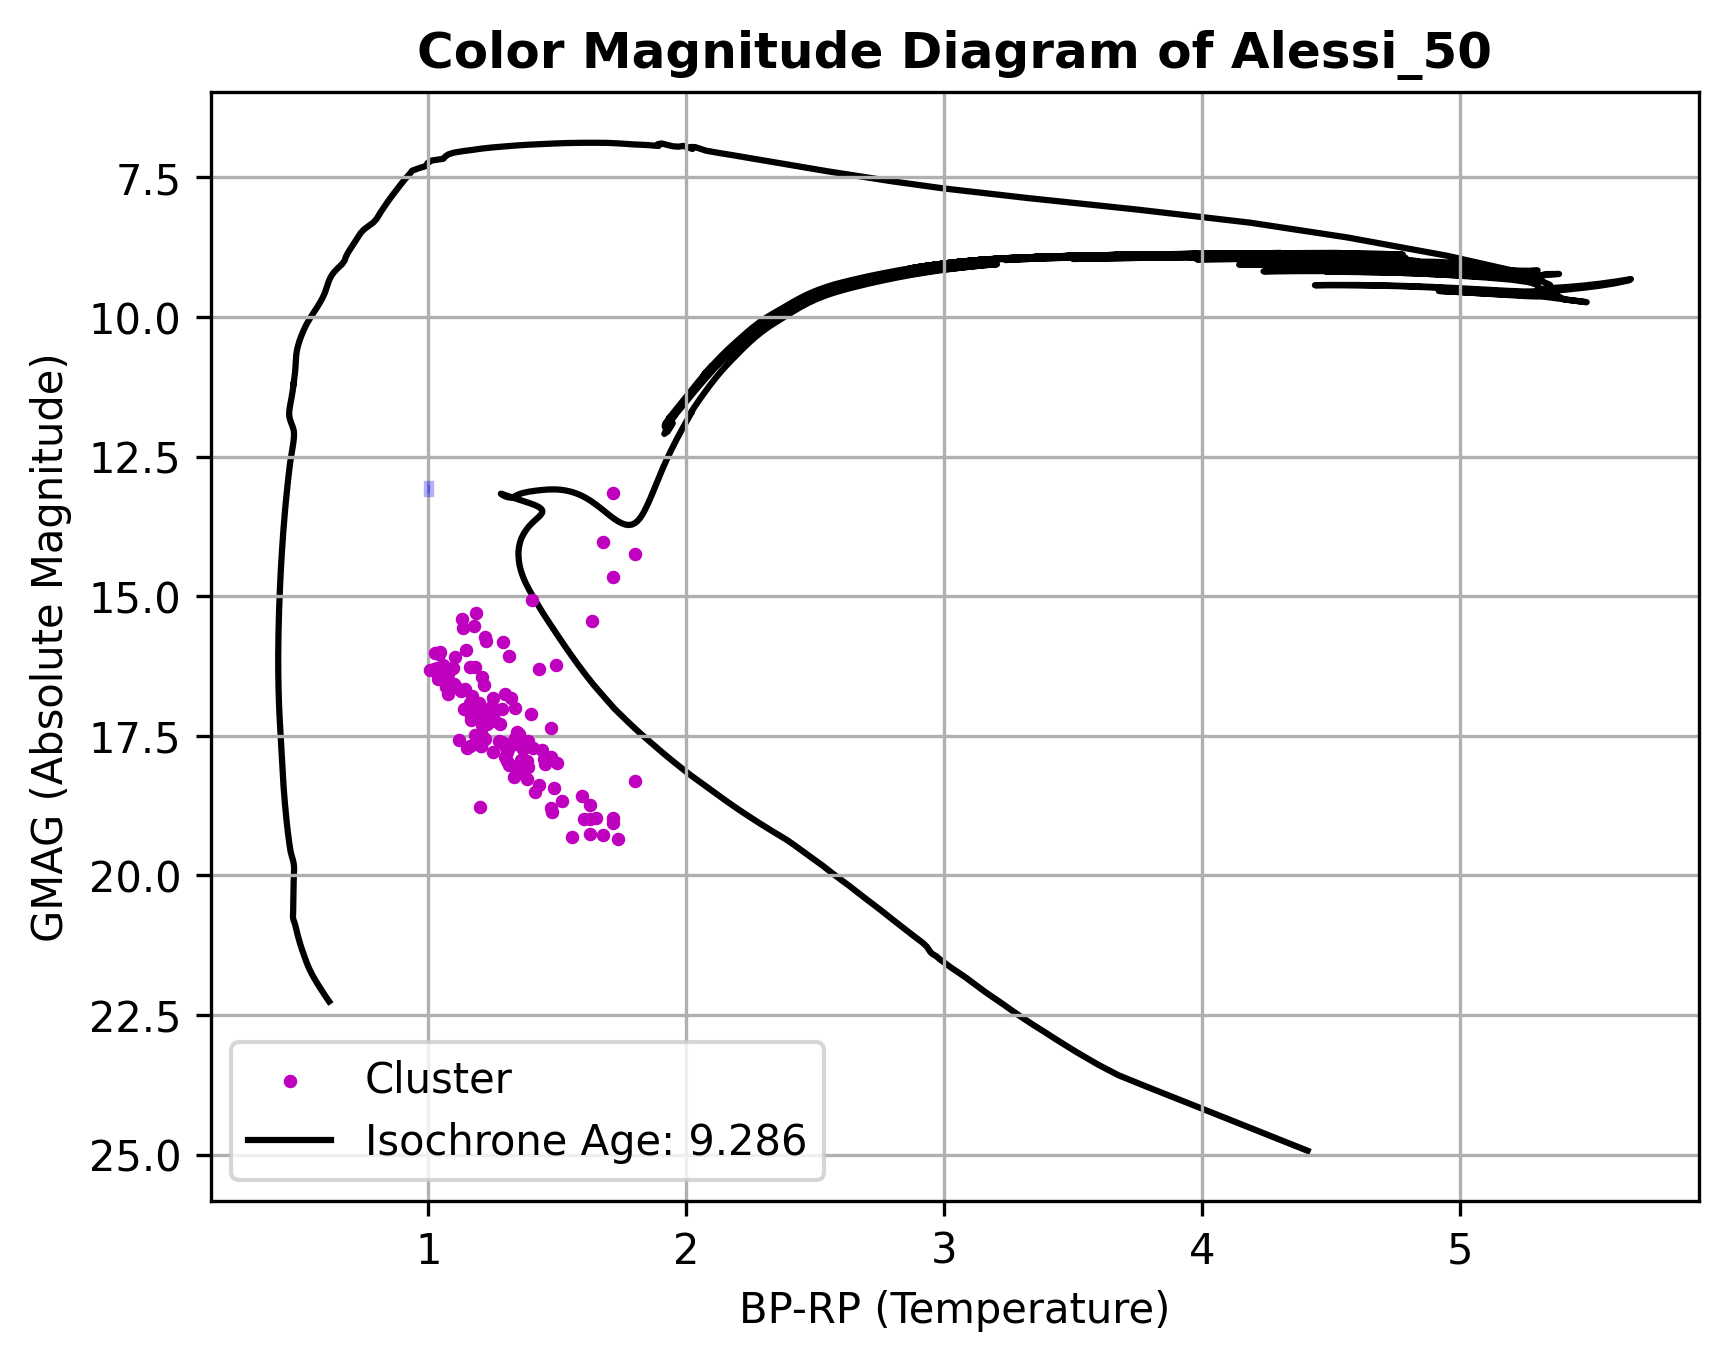 Color Magnitude Diagram of Alessi_50
GMAG (Absolute Magnitude)
7.5
10.0
12.5
15.0
17.5
20.0
22.5
25.0
Cluster
Isochrone Age: 9.286
1 2 3 4 5
BP-RP (Temperature)